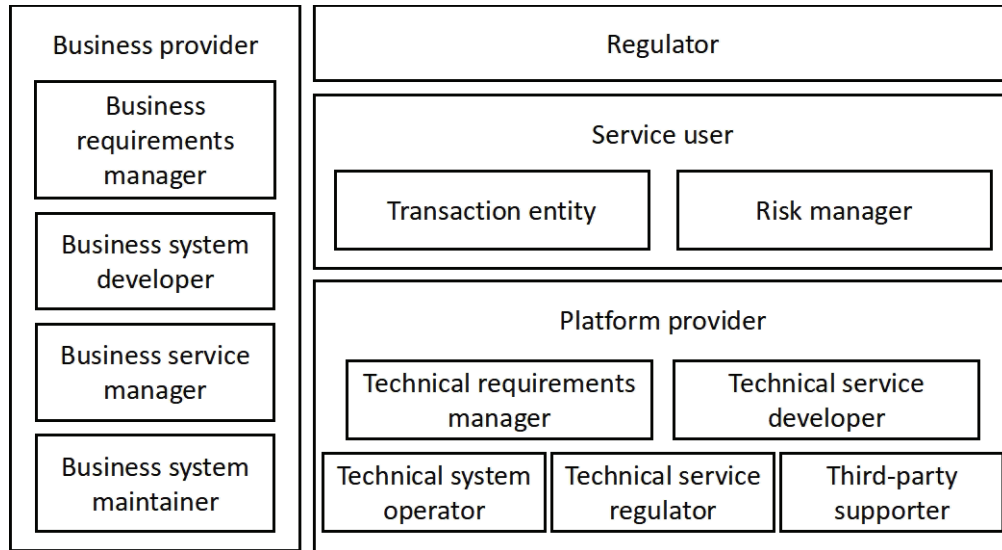 Business provider
Business
requirements
manager
Business system
developer
Business service
manager
Business system
maintainer
Regulator
Service user
Transaction entity
Risk manager
Platform provider
Technical requirements
manager
Technical service
developer
Technical system
operator
Technical service
regulator
Third-party
supporter